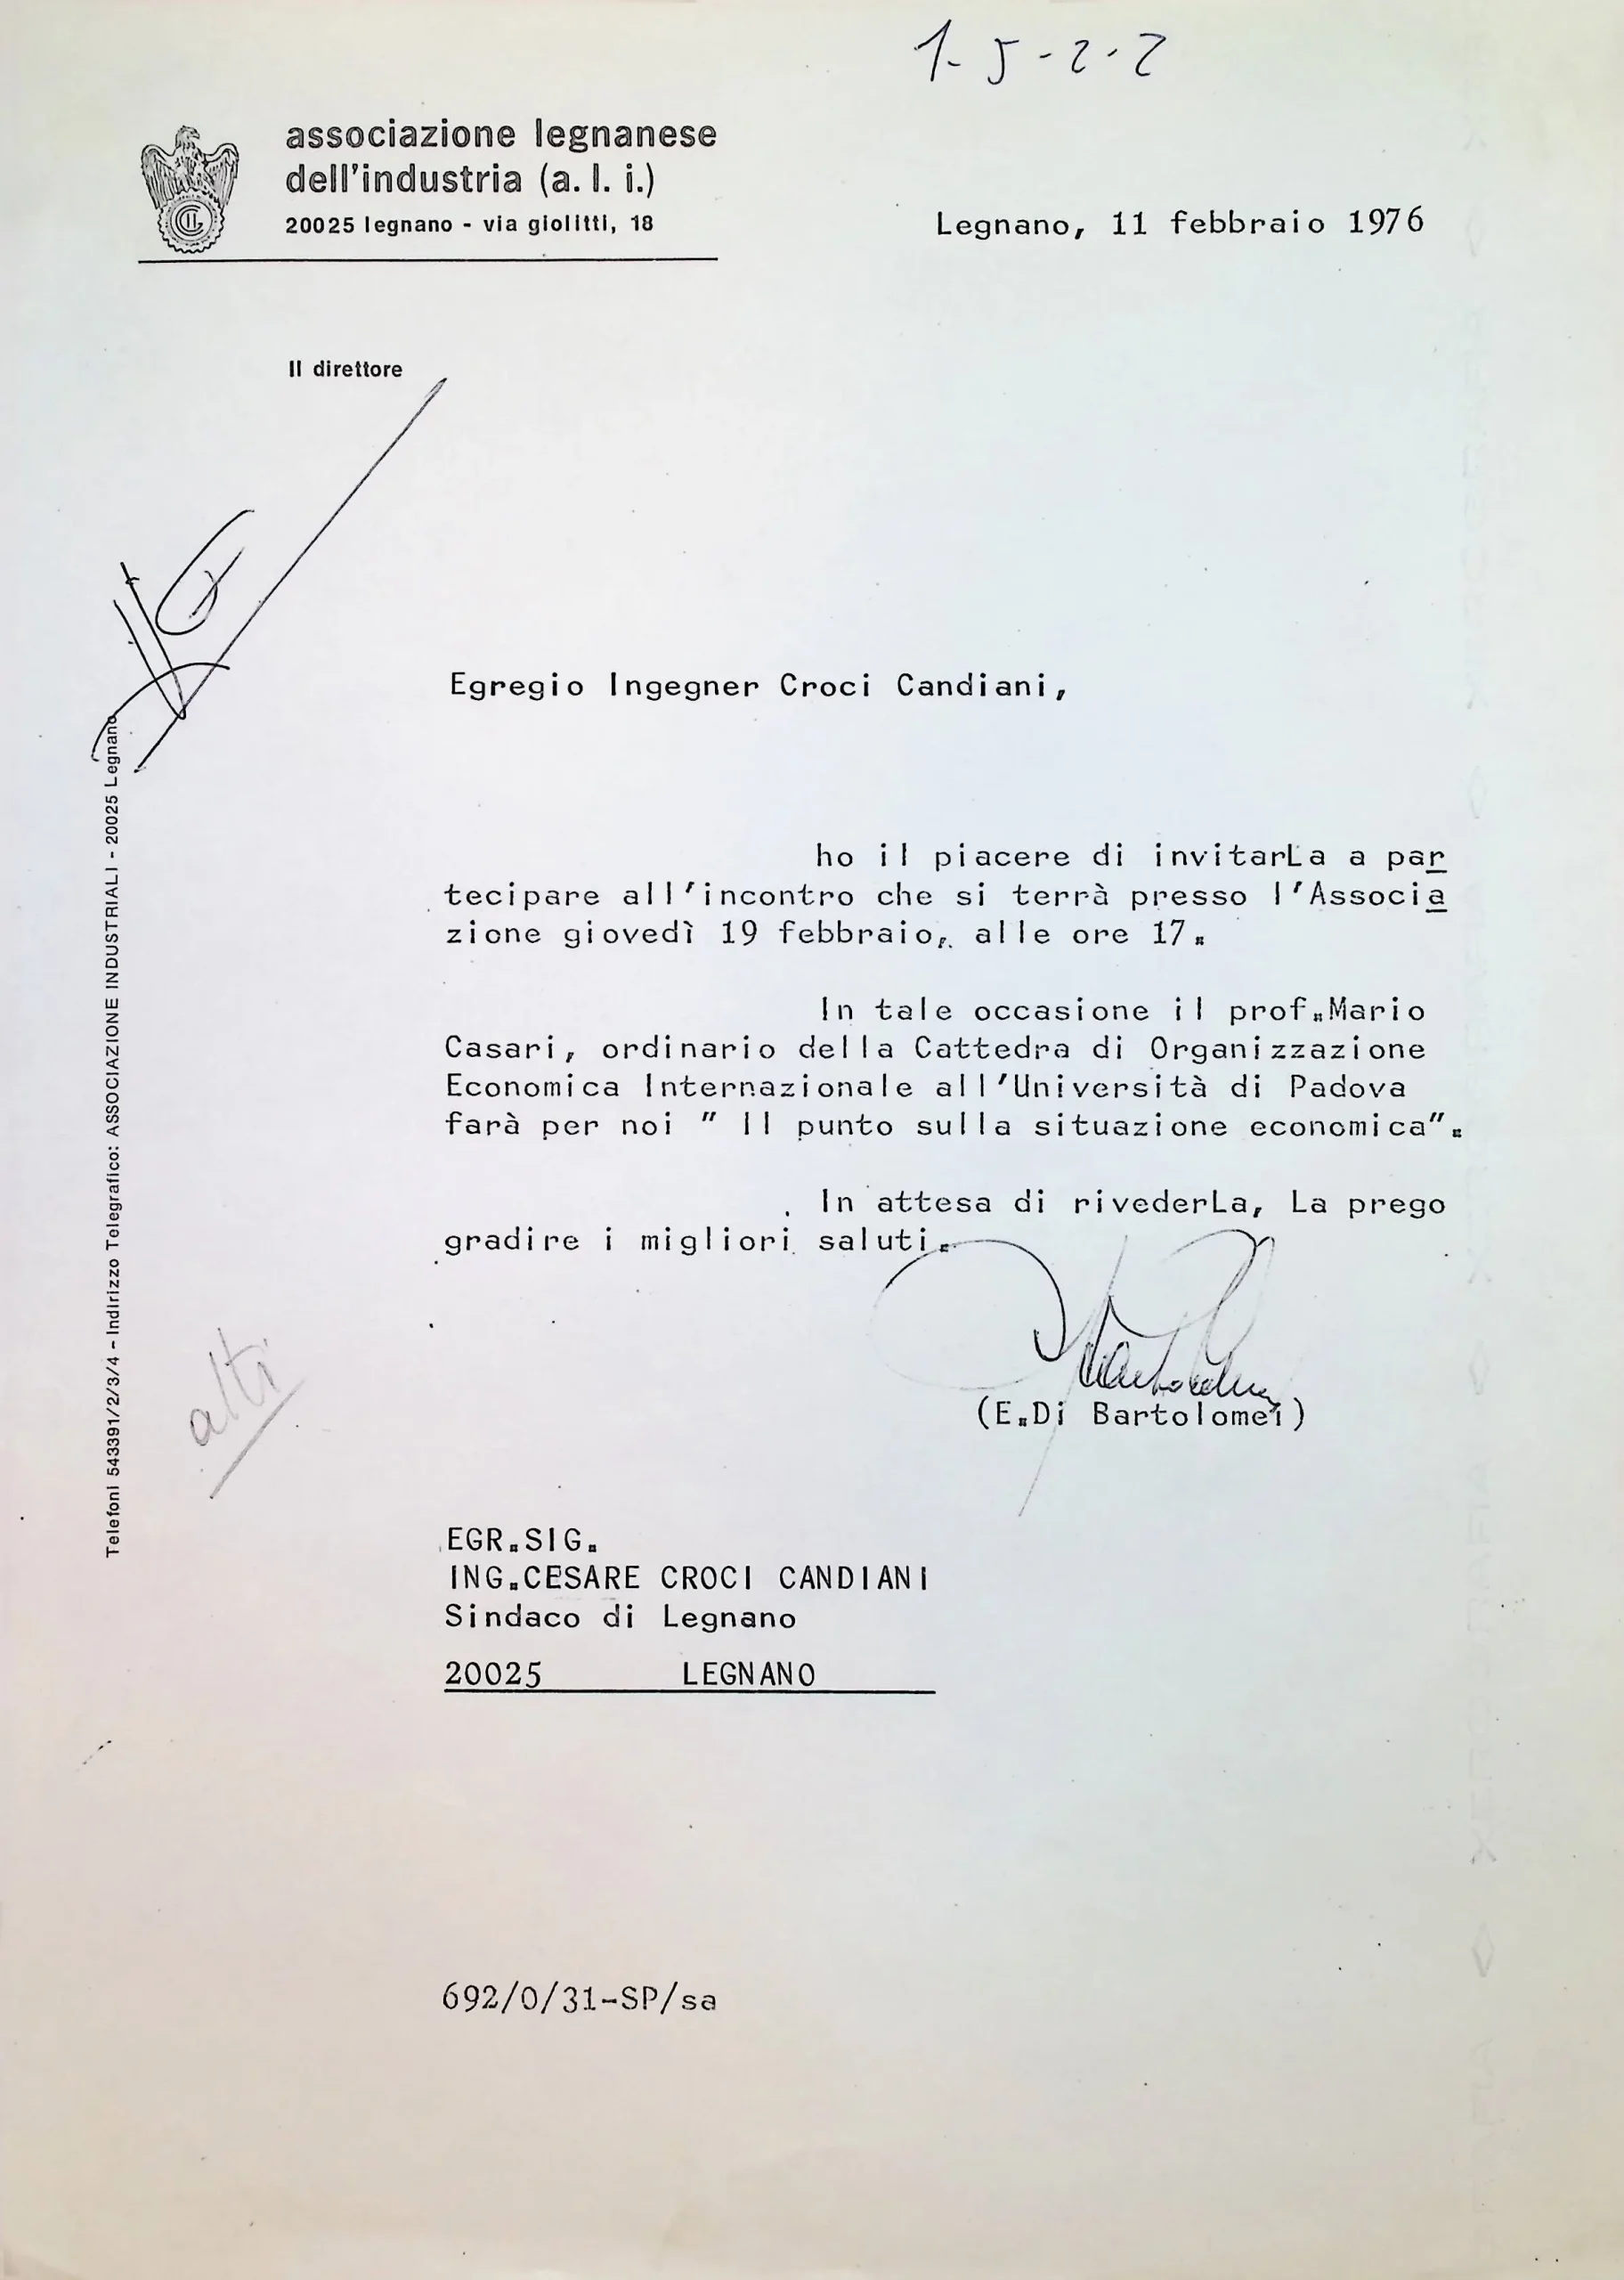 1-5-2-2
associazione legnanese
dell'industria (a. l. i.)
20025 legnano - via giolitti, 18
Legnano, 11 febbraio 1976
Il direttore
Egregio Ingegner Croci Candiani,
ho il piacere di invitarLa a par
tecipare all'incontro che si terrà presso l'Associa
zione giovedì 19 febbraio, alle ore 17.
In tale occasione il prof.Mario
Casari, ordinario della Cattedra di Organizzazione
Economica Internazionale all'Università di Padova
farà per noi " Il punto sulla situazione economica".
In attesa di rivederLa, La prego
gradire i migliori saluti.
(E.Di Bartolomei)
EGR.SIG.
ING.CESARE CROCI CANDIANI
Sindaco di Legnano
20025 LEGNANO
692/0/31-SP/sa
Telefoni 543391/2/3/4 - Indirizzo Telegrafico: ASSOCIAZIONE INDUSTRIALI - 20025 Legnano